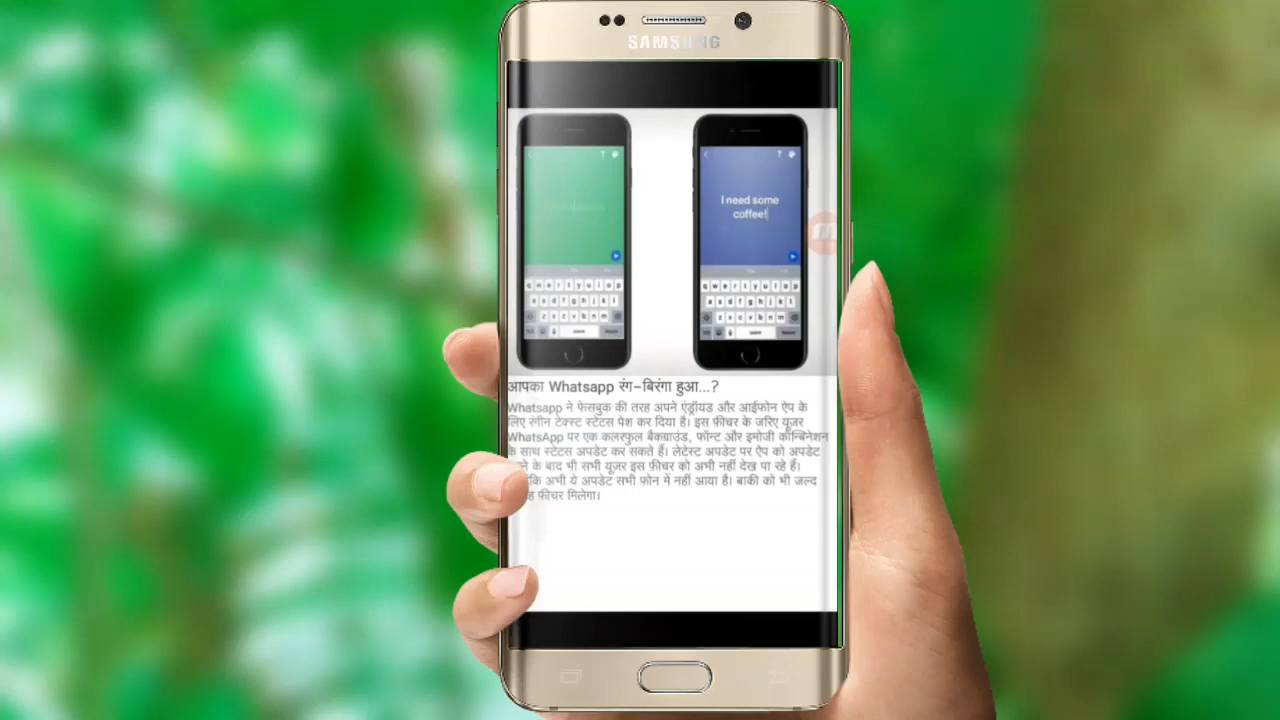 SAMSUNG
I need some
coffee!
आपका Whatsapp रंग-बिरंगा हुआ...?
Whatsapp ने फेसबुक की तरह अपने एंड्रॉयड और आईफोन ऐप के
लिए रंगीन टेक्स्ट स्टेटस पेश कर दिया है। इस फ़ीचर के जरिए यूज़र
WhatsApp पर एक कलरफुल बैकग्राउंड, फॉन्ट और इमोजी कॉम्बिनेशन
के साथ स्टेटस अपडेट कर सकते हैं। लेटेस्ट अपडेट पर ऐप को अपडेट
के बाद भी सभी यूज़र इस फ़ीचर को अभी नहीं देख पा रहे हैं।
अभी ये अपडेट सभी फ़ोन में नहीं आया है। बाकी को भी जल्द
फ़ीचर मिलेगा।